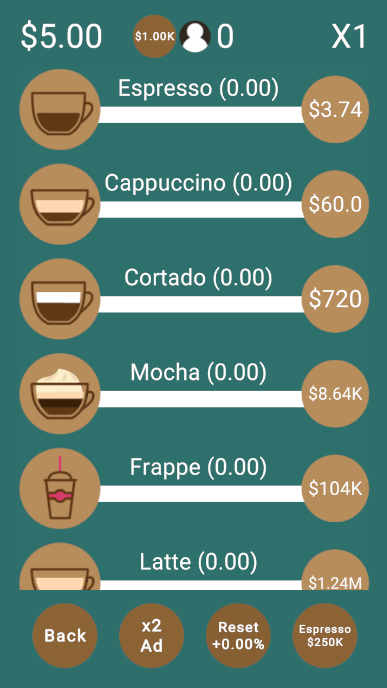 $5.00 $1.00K 0 X1
Espresso (0.00)
$3.74
Cappuccino (0.00)
$60.0
Cortado (0.00)
$720
Mocha (0.00)
$8.64K
Frappe (0.00)
$104K
Latte (0.00)
$1.24M
Back
x2
Ad
Reset
+0.00%
Espresso
$250K